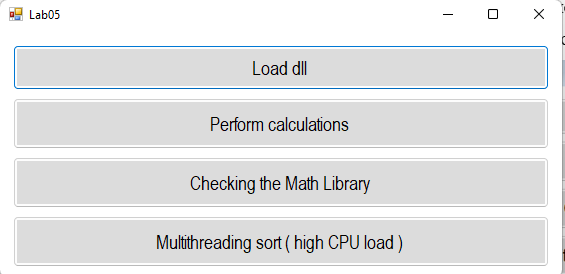 Lab05
Load dll
Perform calculations
Checking the Math Library
Multithreading sort ( high CPU load )